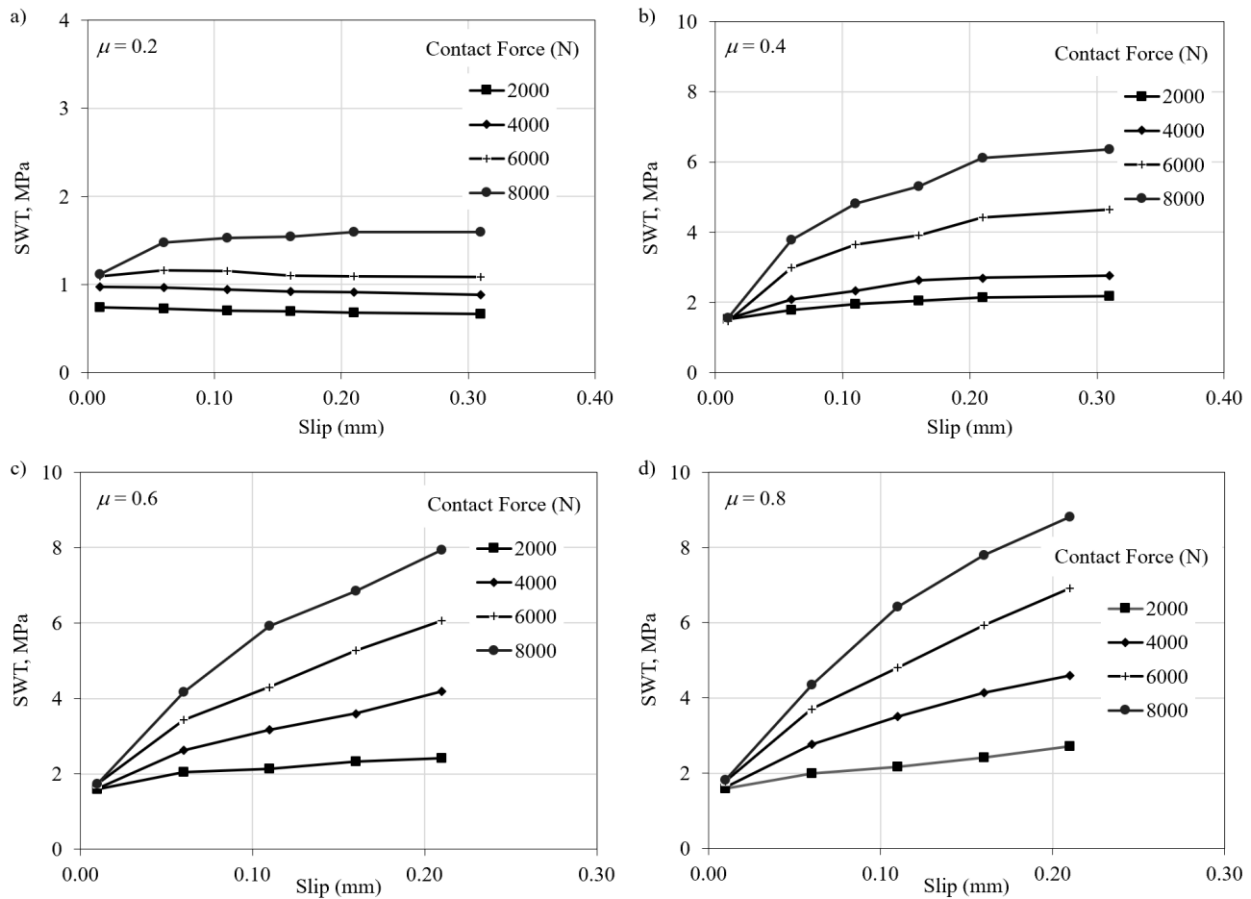 a)
μ = 0.2
Contact Force (N)
2000
4000
6000
8000
SWT, MPa
4
3
2
1
0
0.00 0.10 0.20 0.30 0.40
Slip (mm)
b)
μ = 0.4
Contact Force (N)
2000
4000
6000
8000
SWT, MPa
10
8
6
4
2
0
0.00 0.10 0.20 0.30 0.40
Slip (mm)
c)
μ = 0.6
Contact Force (N)
2000
4000
6000
8000
SWT, MPa
10
8
6
4
2
0
0.00 0.10 0.20 0.30
Slip (mm)
d)
μ = 0.8
Contact Force (N)
2000
4000
6000
8000
SWT, MPa
10
8
6
4
2
0
0.00 0.10 0.20 0.30
Slip (mm)